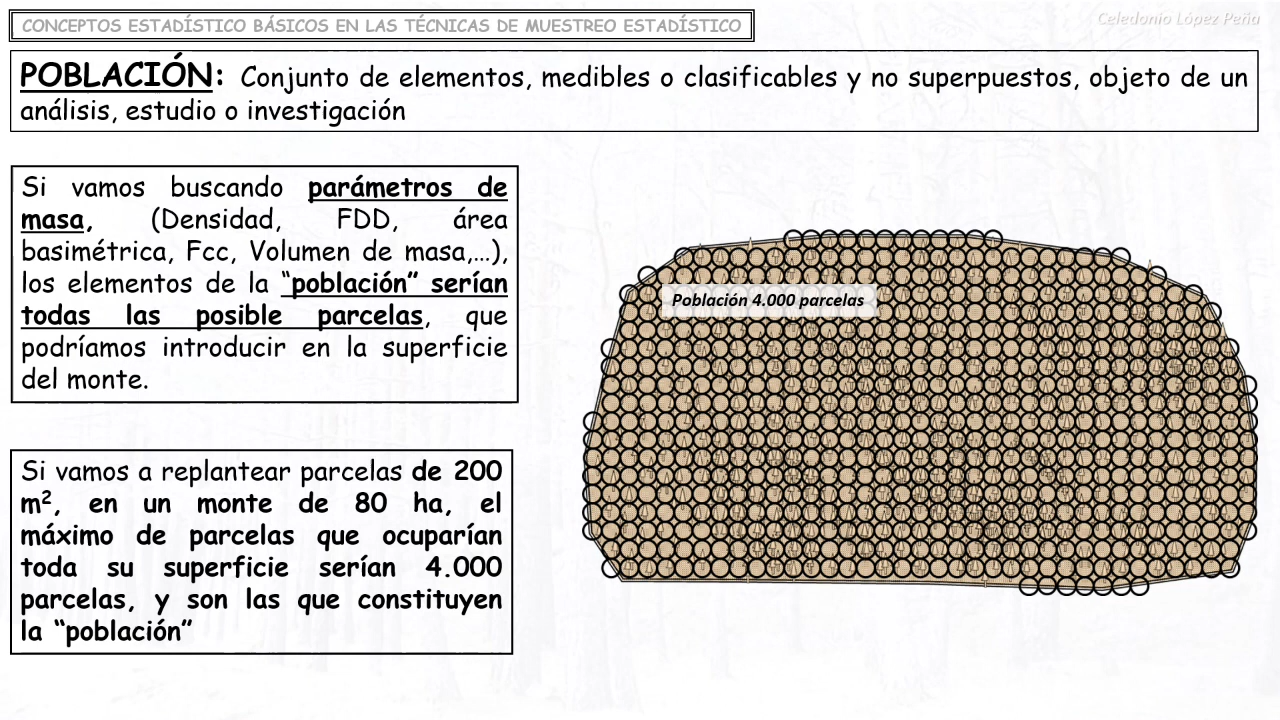 CONCEPTOS ESTADÍSTICO BÁSICOS EN LAS TÉCNICAS DE MUESTREO ESTADÍSTICO
Celedonio López Peña
POBLACIÓN: Conjunto de elementos, medibles o clasificables y no superpuestos, objeto de un
análisis, estudio o investigación
Si vamos buscando parámetros de
masa, (Densidad, FDD, área
basimétrica, Fcc, Volumen de masa,...),
los elementos de la “población” serían
todas las posible parcelas, que
podríamos introducir en la superficie
del monte.
Población 4.000 parcelas
Si vamos a replantear parcelas de 200
m², en un monte de 80 ha, el
máximo de parcelas que ocuparían
toda su superficie serían 4.000
parcelas, y son las que constituyen
la “población”